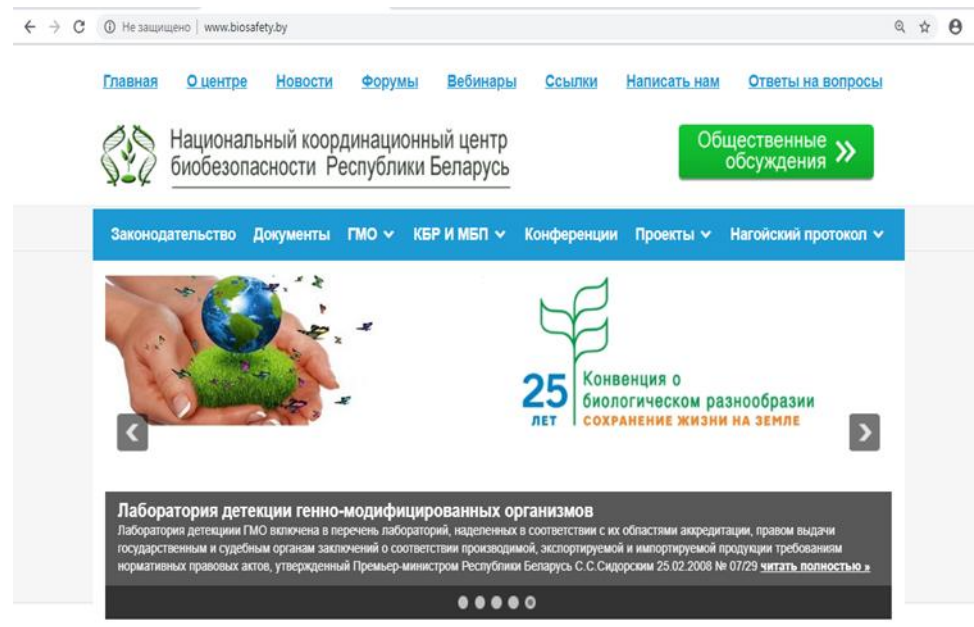 Не защищено | www.biosafety.by
Главная О центре Новости Форумы Вебинары Ссылки Написать нам Ответы на вопросы
Национальный координационный центр
биобезопасности Республики Беларусь
Общественные
обсуждения »
Законодательство Документы ГМО КБР И МБП Конференции Проекты Нагойский протокол
25
ЛЕТ
Конвенция о
биологическом разнообразии
СОХРАНЕНИЕ ЖИЗНИ НА ЗЕМЛЕ
Лаборатория детекции генно-модифицированных организмов
Лаборатория детекциии ГМО включена в перечень лабораторий, наделенных в соответствии с их областями аккредитации, правом выдачи
государственным и судебным органам заключений о соответствии производимой, экспортируемой и импортируемой продукции требованиям
нормативных правовых актов, утвержденный Премьер-министром Республики Беларусь С.С.Сидорским 25.02.2008 № 07/29 читать полностью »